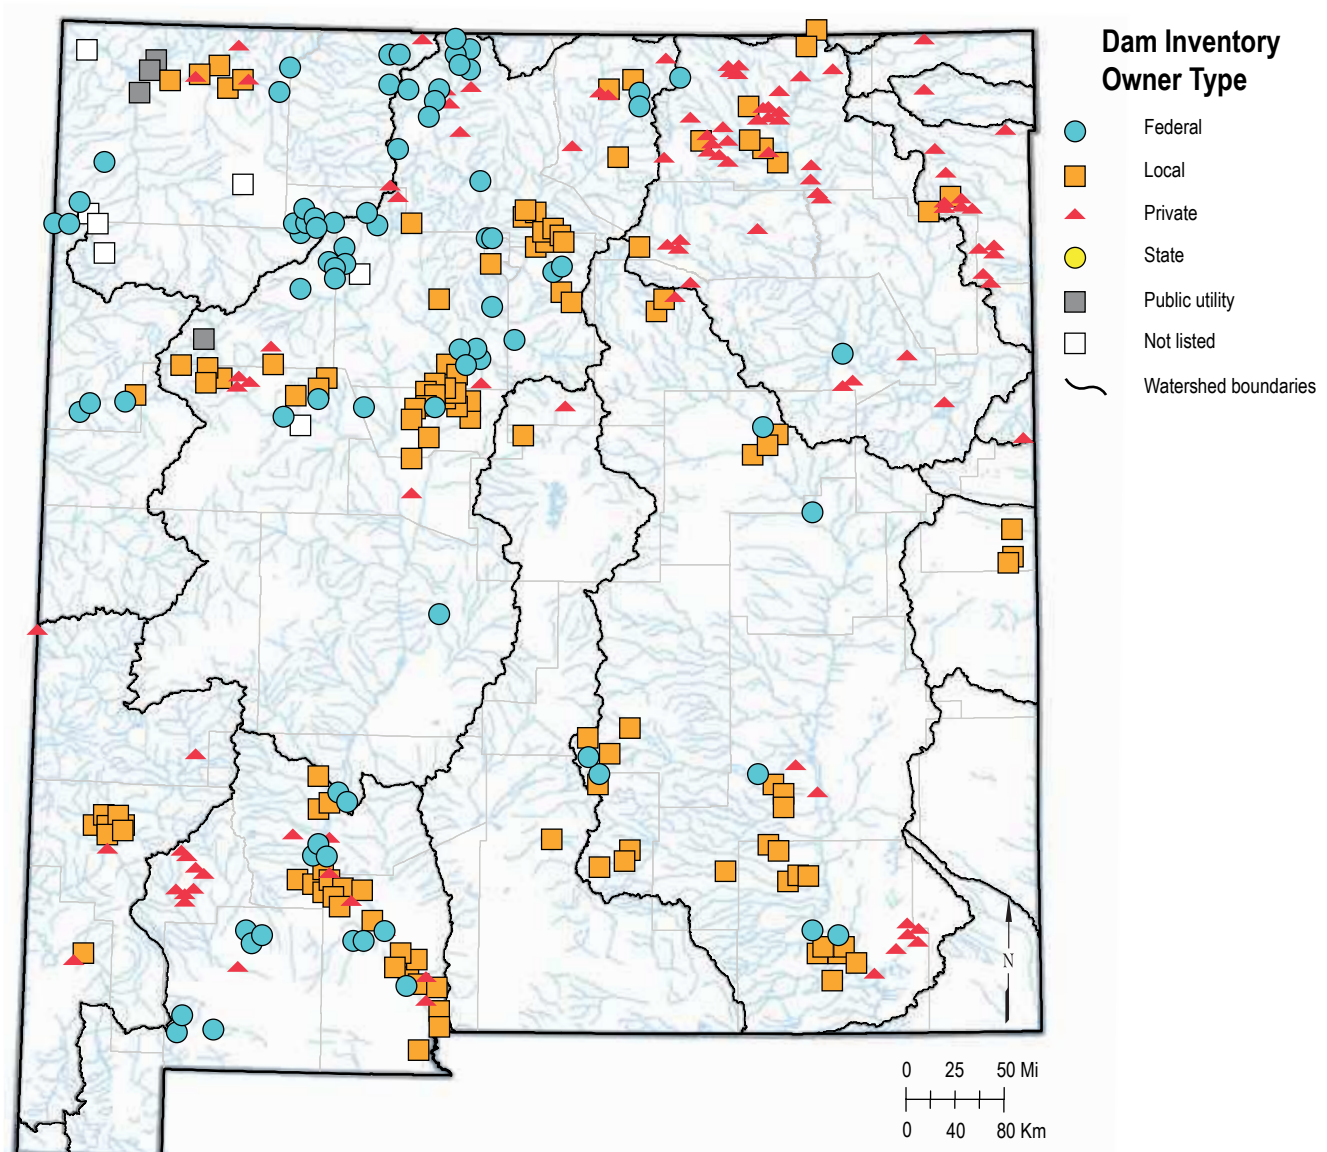 Dam Inventory
Owner Type
Federal
Local
Private
State
Public utility
Not listed
Watershed boundaries
N
0 25 50 Mi
0 40 80 Km